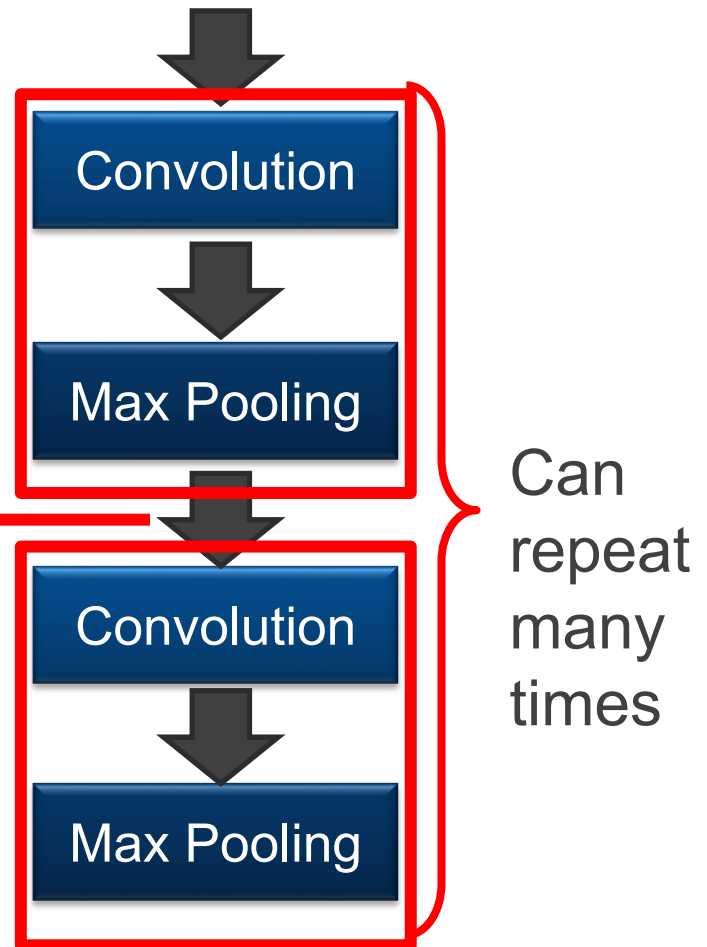 Convolution
Max Pooling
Can
repeat
many
times
Convolution
Max Pooling